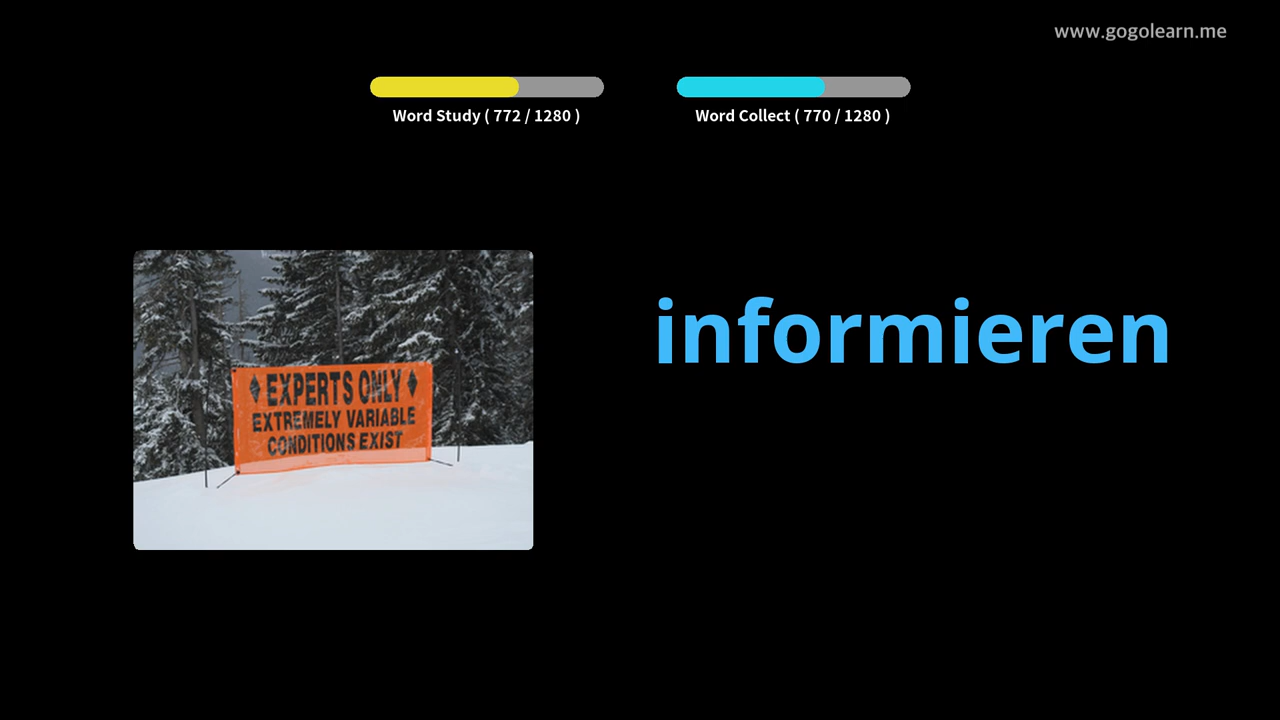 www.gogolearn.me
Word Study ( 772 / 1280 )
Word Collect ( 770 / 1280 )
informieren
EXPERTS ONLY
EXTREMELY VARIABLE
CONDITIONS EXIST